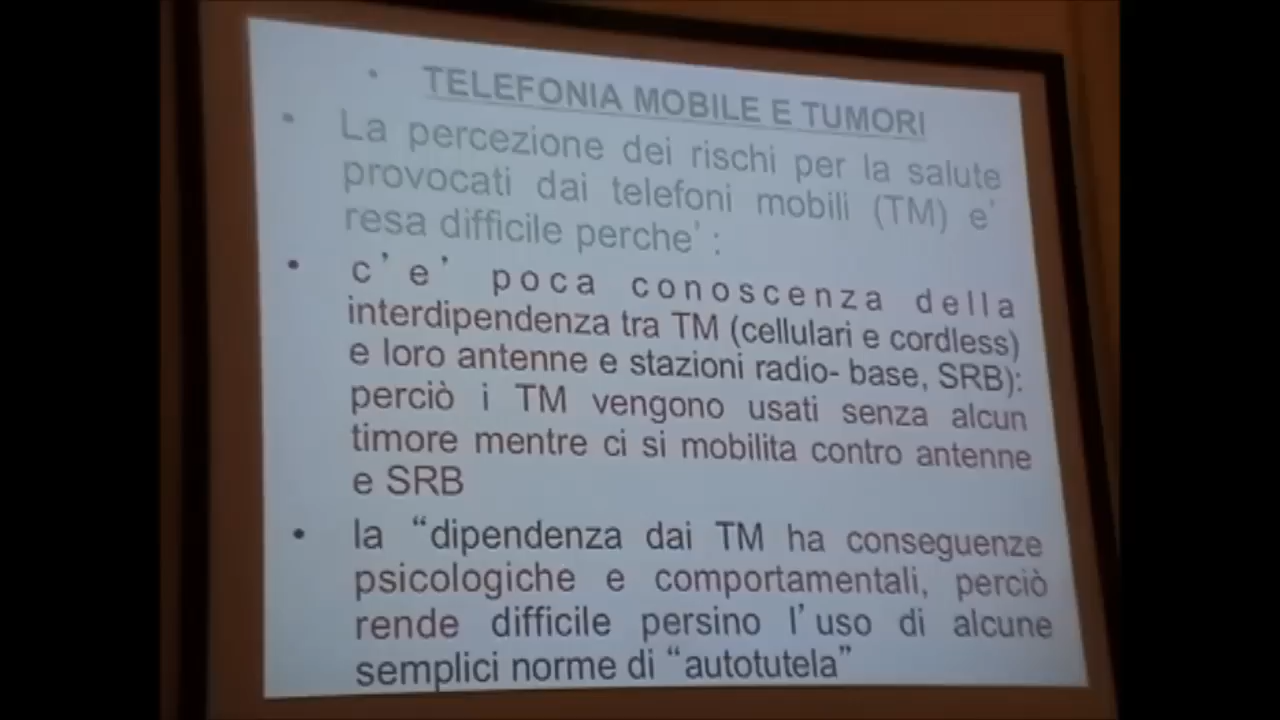 • TELEFONIA MOBILE E TUMORI
• La percezione dei rischi per la salute
provocati dai telefoni mobili (TM) e'
resa difficile perche' :
• c'e' poca conoscenza della
interdipendenza tra TM (cellulari e cordless)
e loro antenne e stazioni radio- base, SRB):
perciò i TM vengono usati senza alcun
timore mentre ci si mobilita contro antenne
e SRB
• la “dipendenza dai TM ha conseguenze
psicologiche e comportamentali, perciò
rende difficile persino l'uso di alcune
semplici norme di “autotutela”